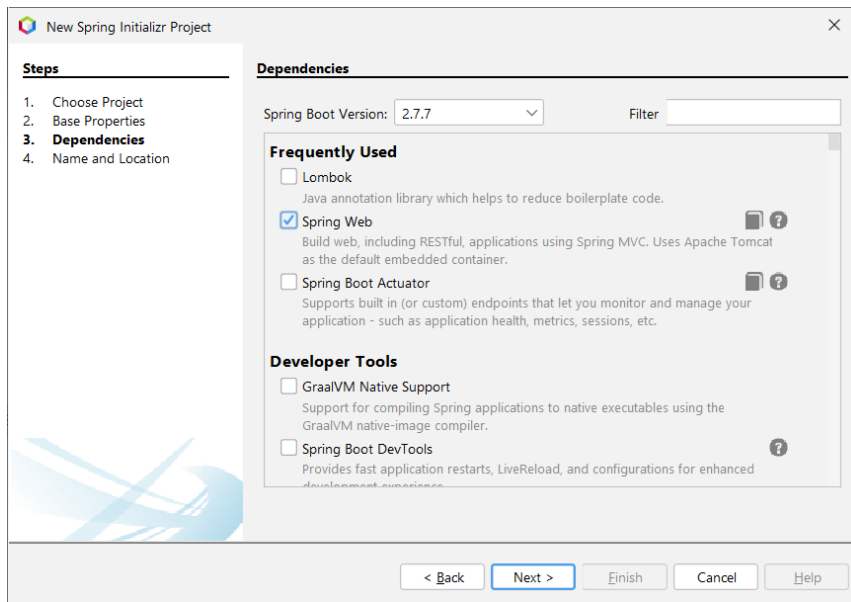 New Spring Initializr Project
Steps
1. Choose Project
2. Base Properties
3. Dependencies
4. Name and Location
Dependencies
Spring Boot Version: 2.7.7 Filter
Frequently Used
Lombok
Java annotation library which helps to reduce boilerplate code.
Spring Web
Build web, including RESTful, applications using Spring MVC. Uses Apache Tomcat
as the default embedded container.
Spring Boot Actuator
Supports built in (or custom) endpoints that let you monitor and manage your
application - such as application health, metrics, sessions, etc.
Developer Tools
GraalVM Native Support
Support for compiling Spring applications to native executables using the
GraalVM native-image compiler.
Spring Boot DevTools
Provides fast application restarts, LiveReload, and configurations for enhanced
development experience.
< Back Next > Finish Cancel Help